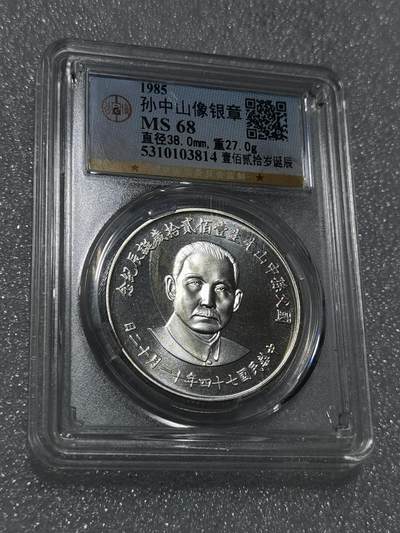 1985
孙中山像银章
MS 68
直径38.0mm,重27.0g
5310103814 壹佰贰拾岁诞辰
國父孫中山先生壹佰貳拾歲誕辰紀念
中華民國七十四年十一月十二日